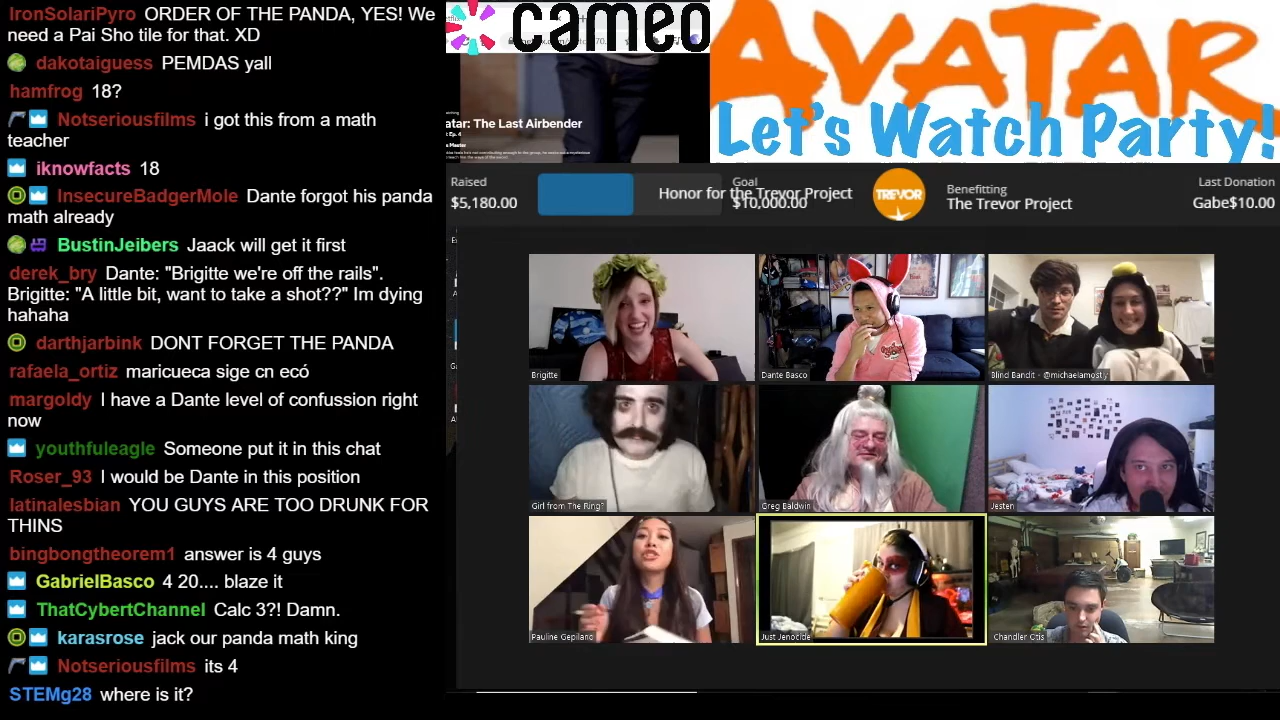 IronSolariPyro ORDER OF THE PANDA, YES! We
need a Pai Sho tile for that. XD
dakotaiguess PEMDAS yall
hamfrog 18?
Notseriousfilms i got this from a math
teacher
iknowfacts 18
InsecureBadgerMole Dante forgot his panda
math already
BustinJeibers Jaack will get it first
derek_bry Dante: "Brigitte we're off the rails".
Brigitte: "A little bit, want to take a shot??" Im dying
hahaha
darthjarbink DONT FORGET THE PANDA
rafaela_ortiz maricueca sige cn ecó
margoldy I have a Dante level of confussion right
now
youthfuleagle Someone put it in this chat
Roser_93 I would be Dante in this position
latinalesbian YOU GUYS ARE TOO DRUNK FOR
THINS
bingbongtheorem1 answer is 4 guys
GabrielBasco 4 20.... blaze it
ThatCybertChannel Calc 3?! Damn.
karasrose jack our panda math king
Notseriousfilms its 4
STEMg28 where is it?
cameo
atar: The Last Airbender
AVATAR
Let's Watch Party!
Raised
$5,180.00
Honor for the Trevor Project
Goal
$10,000.00
TREVOR
Benefitting
The Trevor Project
Last Donation
Gabe$10.00
Brigitte
Dante Basco
Blind Bandit - @michaelamostly
Girl from The Ring?
Greg Baldwin
Jesten
Pauline Gepilano
Just Jenocide
Chandler Otis